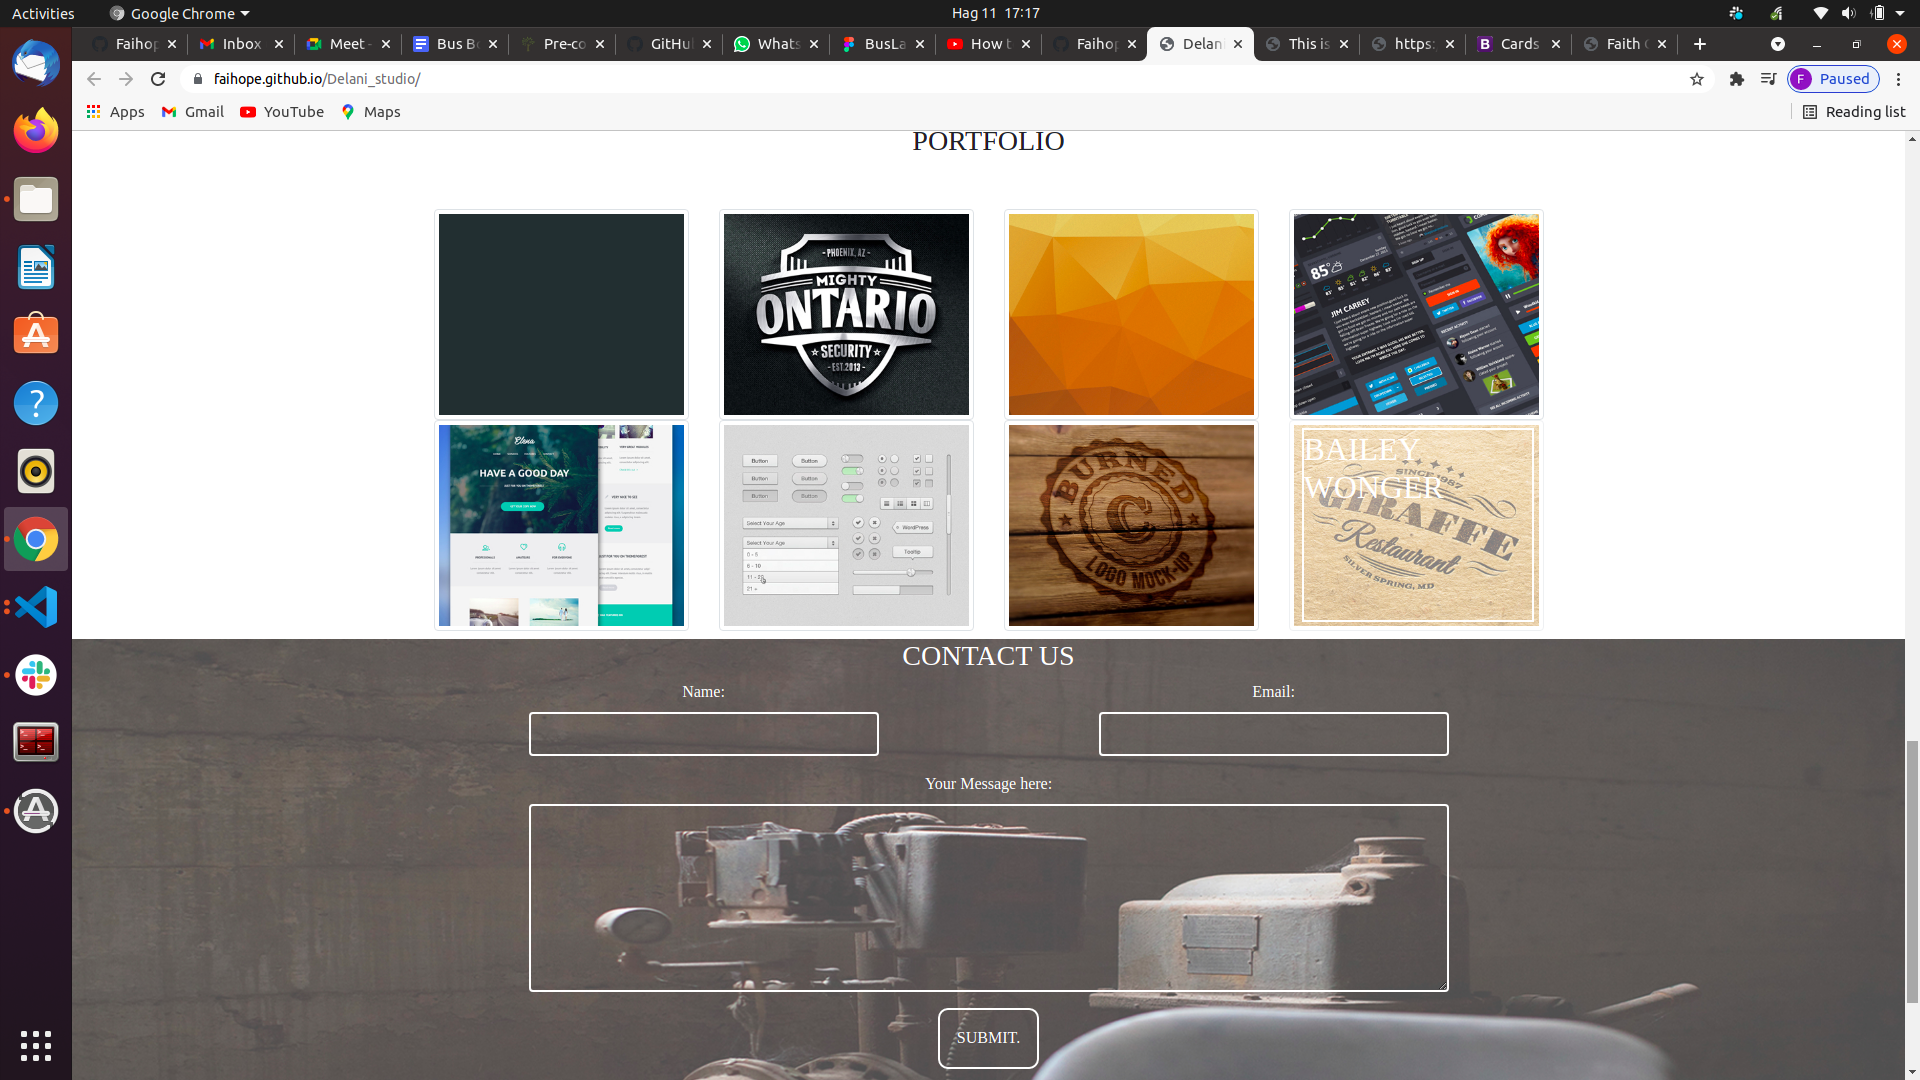 Activities Google Chrome Hag 11 17:17
Faihop Inbox Meet - Bus Bo Pre-co GitHu Whats BusLa How t Faihop Delani This is https: Cards Faith
faihope.github.io/Delani_studio/ F Paused
Apps Gmail YouTube Maps Reading list
PORTFOLIO
- PHOENIX, AZ -
MIGHTY
ONTARIO
SECURITY
- EST.2013 -
85°
JIM CARREY
Elena
HAVE A GOOD DAY
Button Button
Button Button
Button Button
Select Your Age
WordPress
Select Your Age
Tooltip
0 - 5
6 - 10
11 - 20
21 +
BURNED
C
LOGO MOCK-UP
BAILEY
WONGER
SINCE 1987
GIRAFFE
Restaurant
SILVER SPRING, MD
CONTACT US
Name: Email:
Your Message here:
SUBMIT.